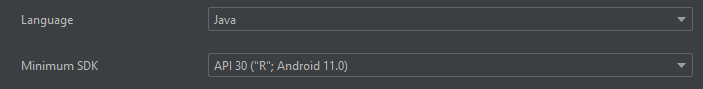 Language Java
Minimum SDK API 30 ("R"; Android 11.0)